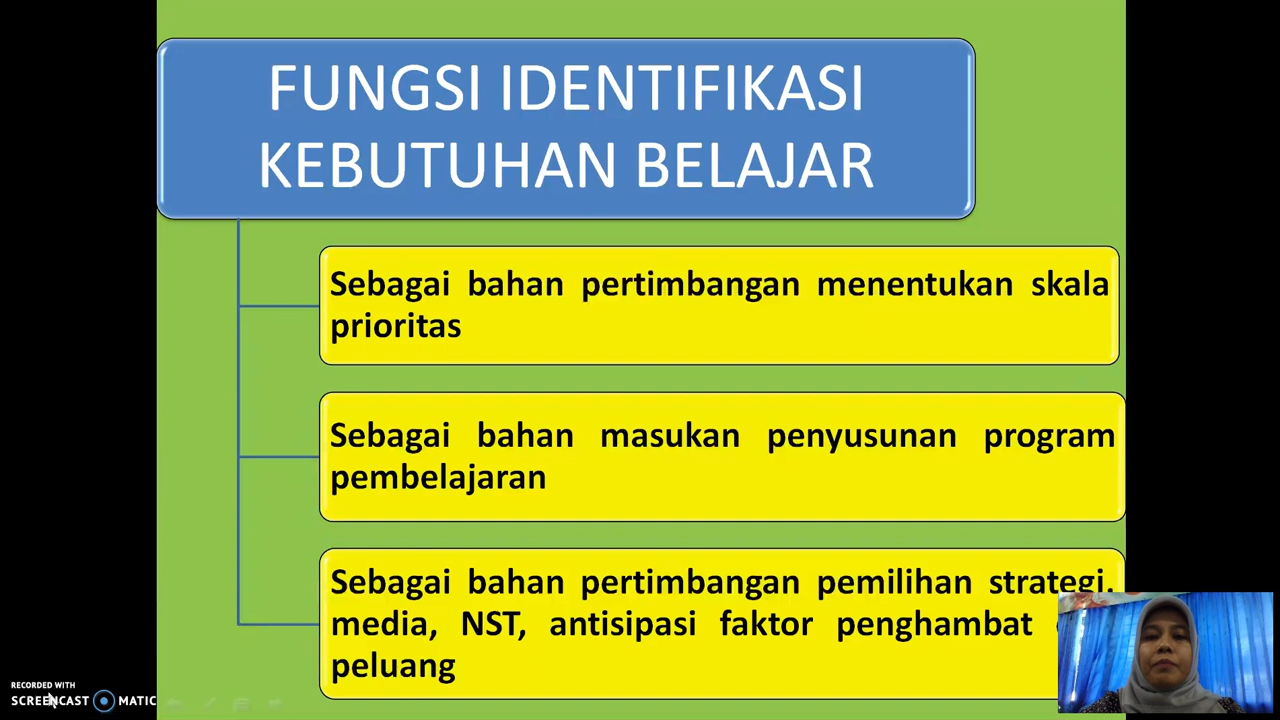 FUNGSI IDENTIFIKASI
KEBUTUHAN BELAJAR
Sebagai bahan pertimbangan menentukan skala
prioritas
Sebagai bahan masukan penyusunan program
pembelajaran
Sebagai bahan pertimbangan pemilihan strategi,
media, NST, antisipasi faktor penghambat
peluang
RECORDED WITH
SCREENCAST MATIC